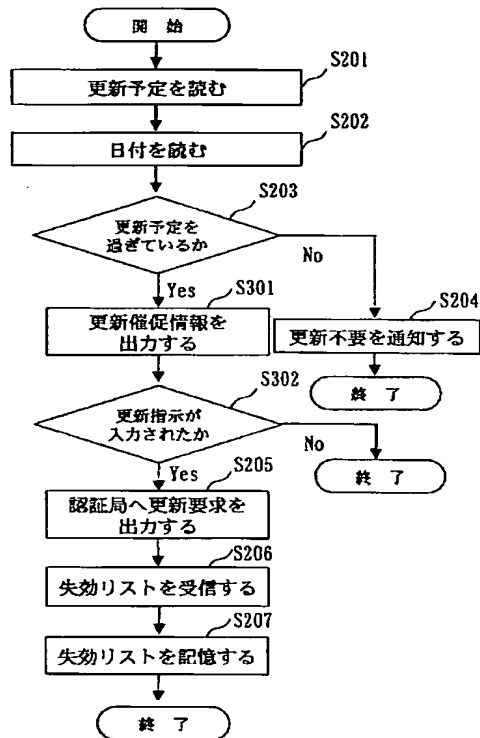 開 始
S201
更新予定を読む
S202
日付を読む
S203
更新予定を
過ぎているか
No
Yes
S301
更新催促情報を
出力する
S204
更新不要を通知する
終 了
S302
更新指示が
入力されたか
No
終 了
Yes
S205
認証局へ更新要求を
出力する
S206
失効リストを受信する
S207
失効リストを記憶する
終 了